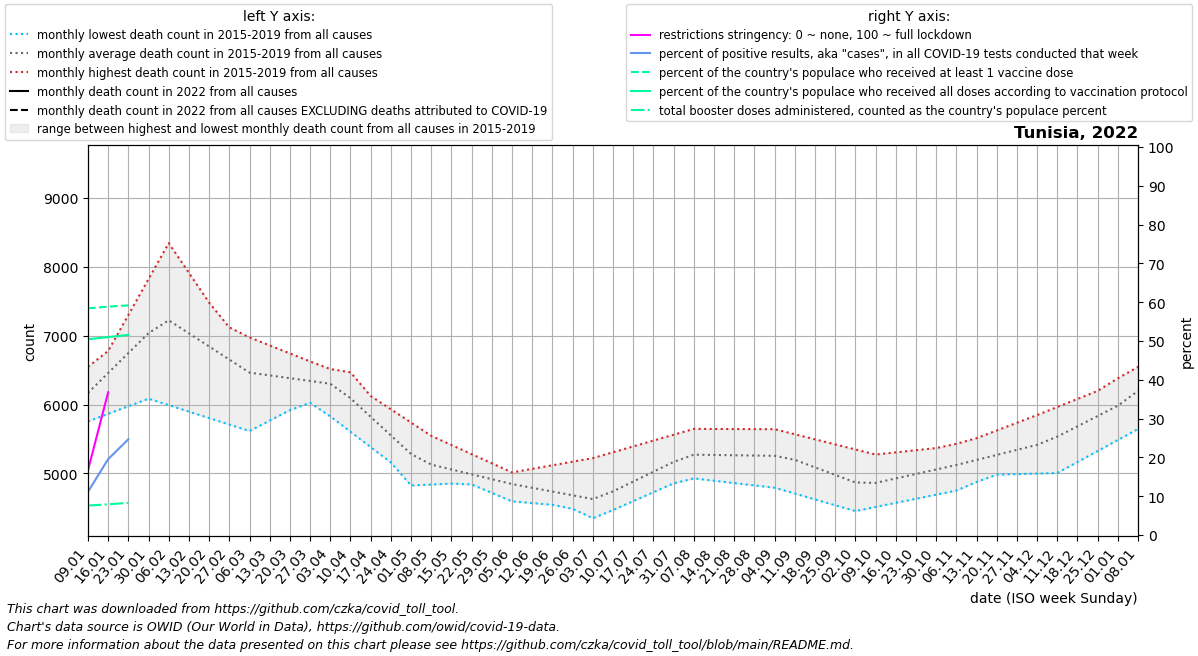 left Y axis:
monthly lowest death count in 2015-2019 from all causes
monthly average death count in 2015-2019 from all causes
monthly highest death count in 2015-2019 from all causes
monthly death count in 2022 from all causes
monthly death count in 2022 from all causes EXCLUDING deaths attributed to COVID-19
range between highest and lowest monthly death count from all causes in 2015-2019
right Y axis:
restrictions stringency: 0 ~ none, 100 ~ full lockdown
percent of positive results, aka "cases", in all COVID-19 tests conducted that week
percent of the country's populace who received at least 1 vaccine dose
percent of the country's populace who received all doses according to vaccination protocol
total booster doses administered, counted as the country's populace percent
Tunisia, 2022
9000
8000
7000
6000
5000
count
100
90
80
70
60
50
40
30
20
10
0
percent
09.01 16.01 23.01 30.01 06.02 13.02 20.02 27.02 06.03 13.03 20.03 27.03 03.04 10.04 17.04 24.04 01.05 08.05 15.05 22.05 29.05 05.06 12.06 19.06 26.06 03.07 10.07 17.07 24.07 31.07 07.08 14.08 21.08 28.08 04.09 11.09 18.09 25.09 02.10 09.10 16.10 23.10 30.10 06.11 13.11 20.11 27.11 04.12 11.12 18.12 25.12 01.01 08.01
date (ISO week Sunday)
This chart was downloaded from https://github.com/czka/covid_toll_tool.
Chart's data source is OWID (Our World in Data), https://github.com/owid/covid-19-data.
For more information about the data presented on this chart please see https://github.com/czka/covid_toll_tool/blob/main/README.md.